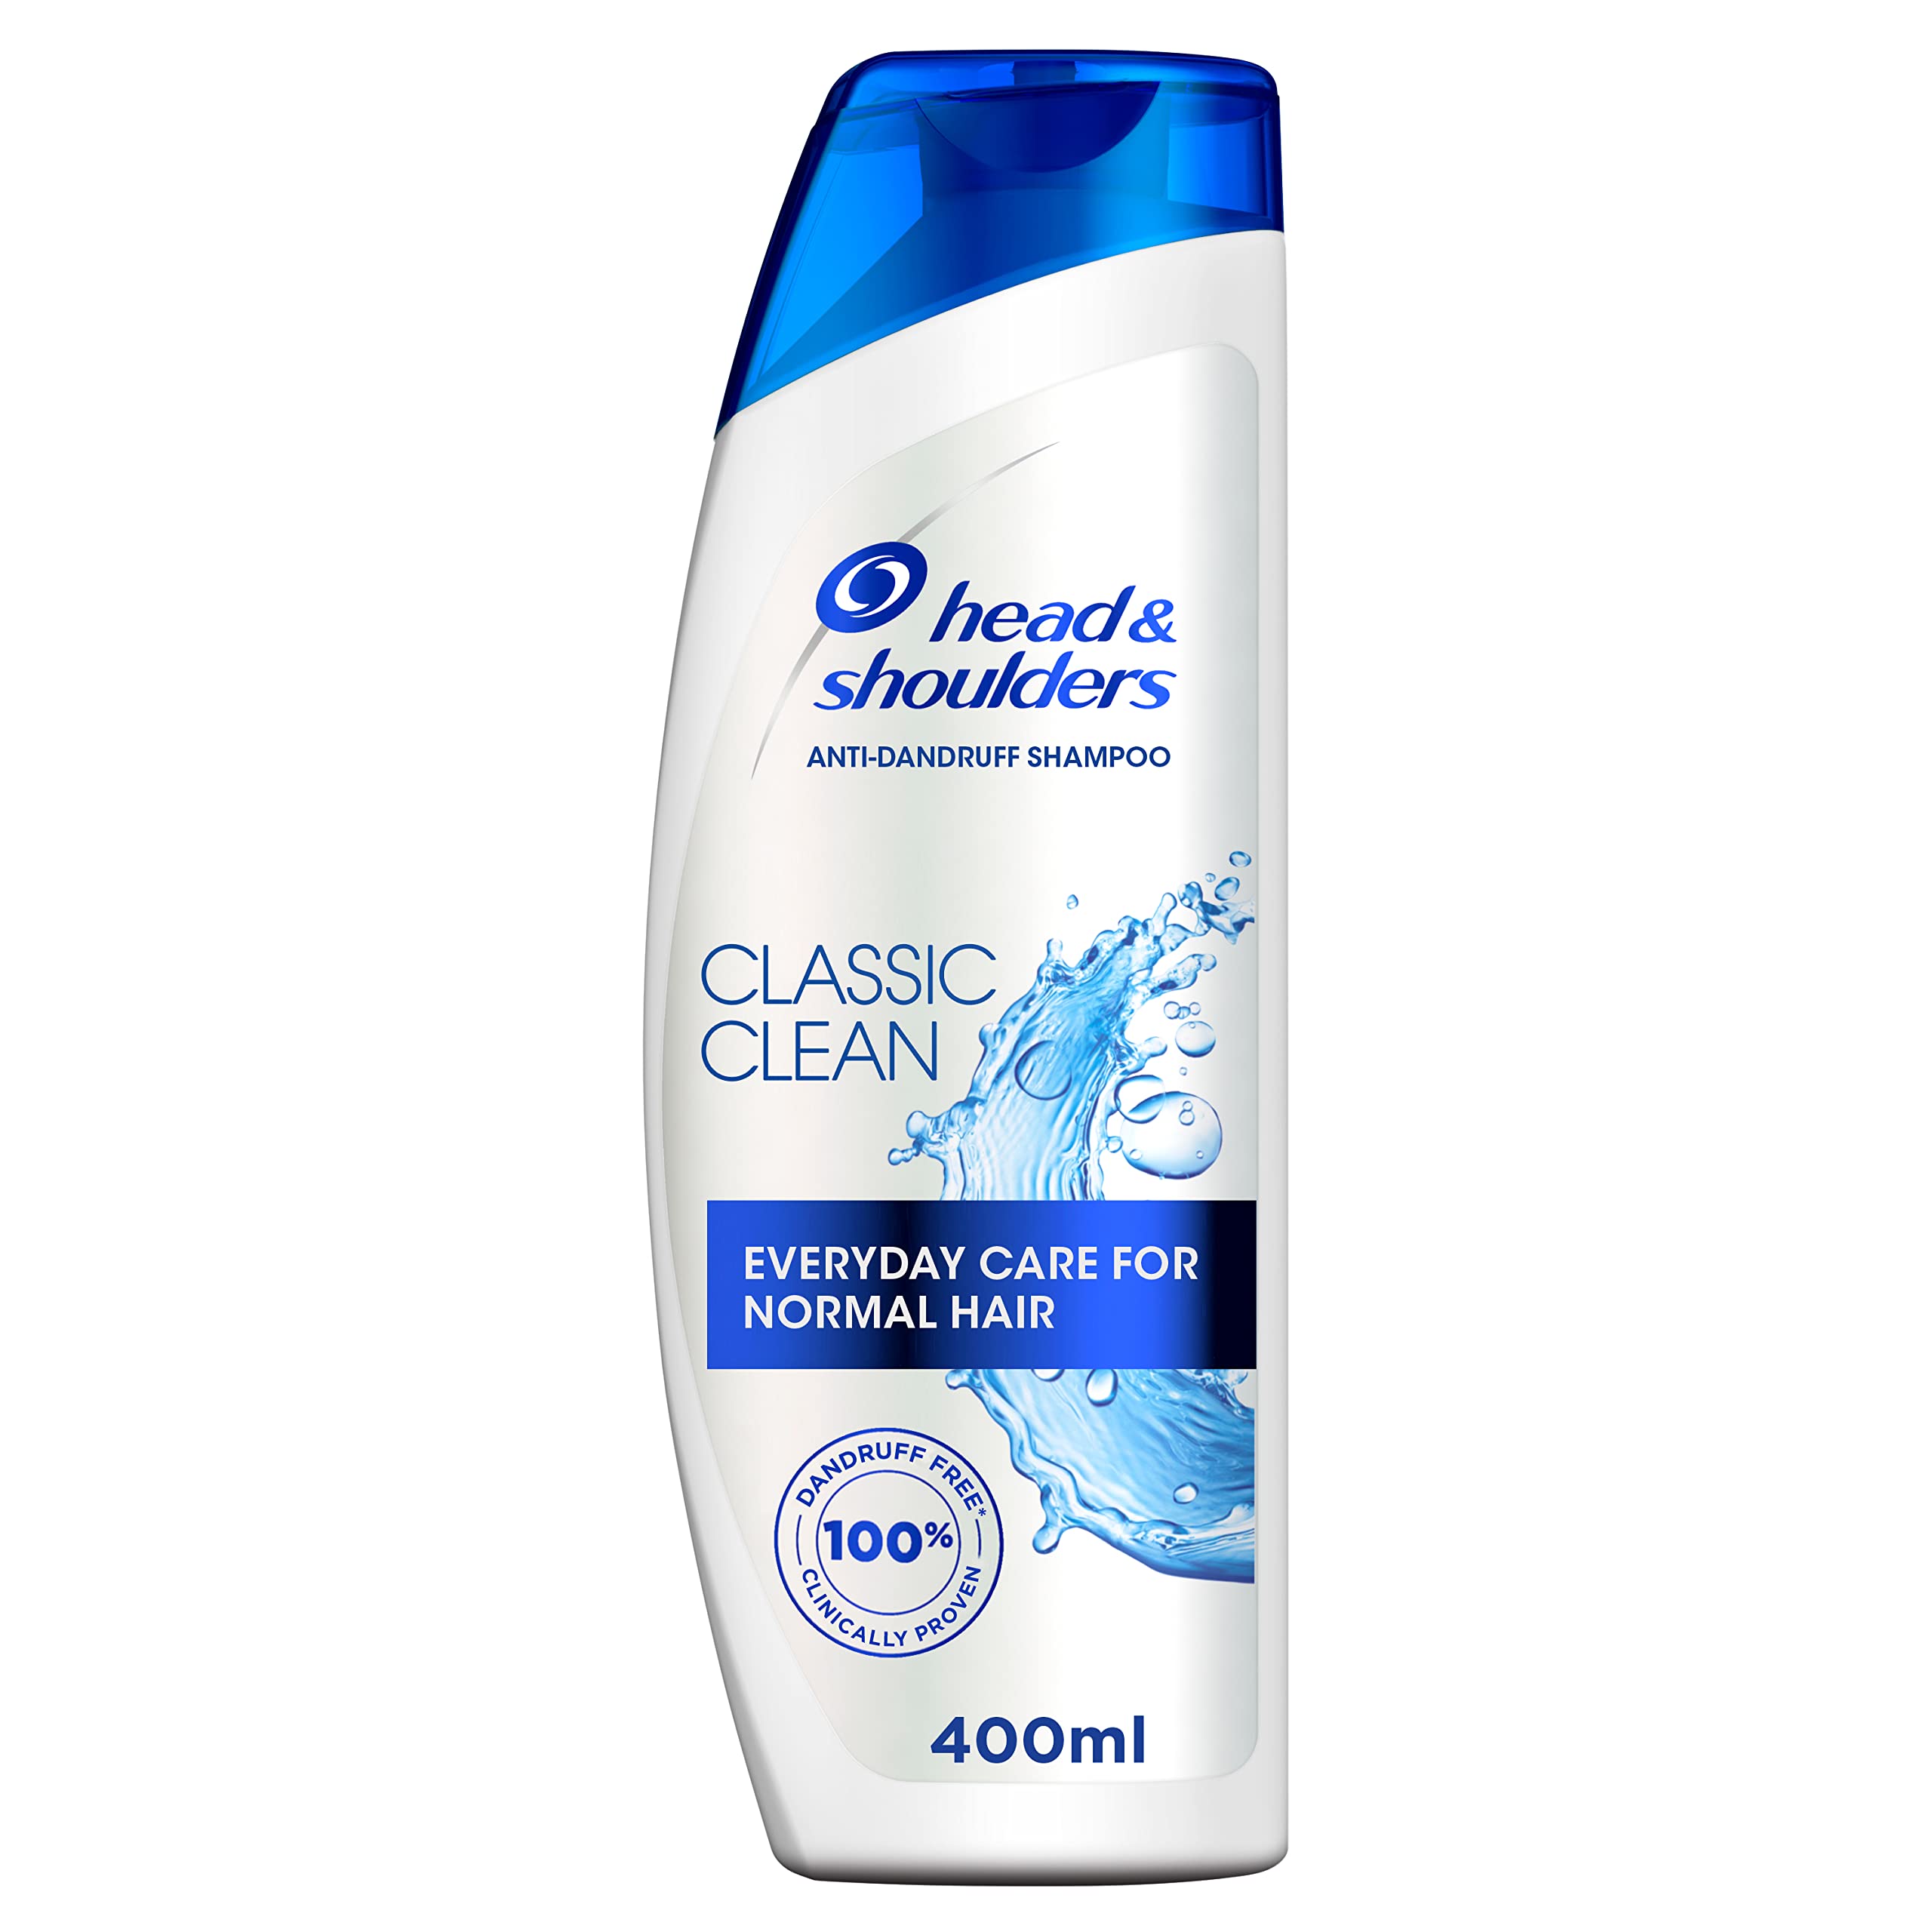 head &
shoulders
ANTI-DANDRUFF SHAMPOO
CLASSIC
CLEAN
EVERYDAY CARE FOR
NORMAL HAIR
DANDRUFF FREE*
100%
CLINICALLY PROVEN
400ml